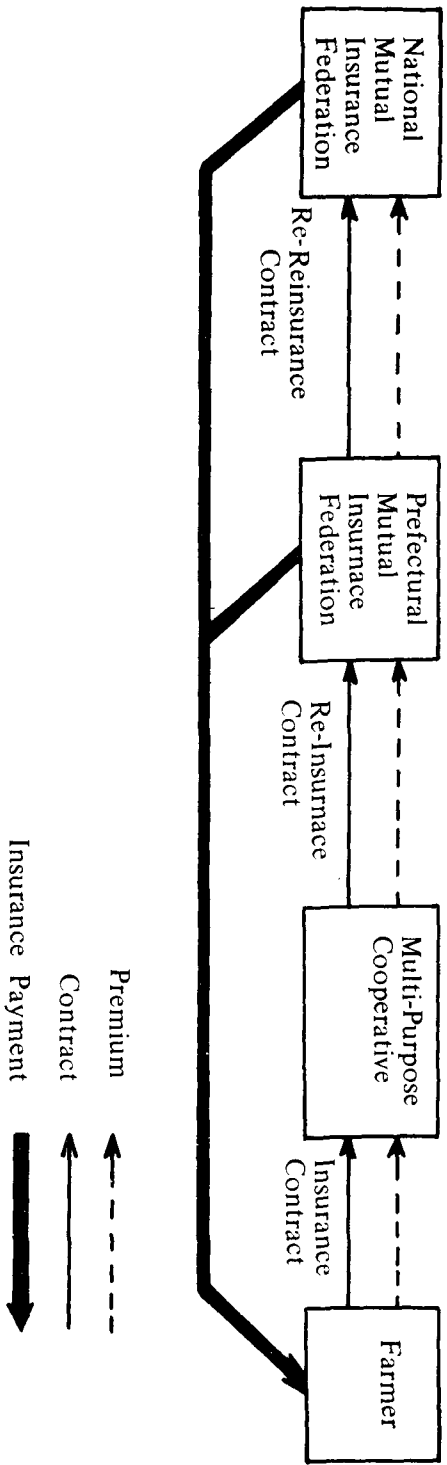 National
Mutual
Insurance
Federation
Re-Reinsurance
Contract
Prefectural
Mutual
Insurnace
Federation
Re-Insurnace
Contract
Multi-Purpose
Cooperative
Insurance
Contract
Farmer
Premium
Contract
Insurance Payment